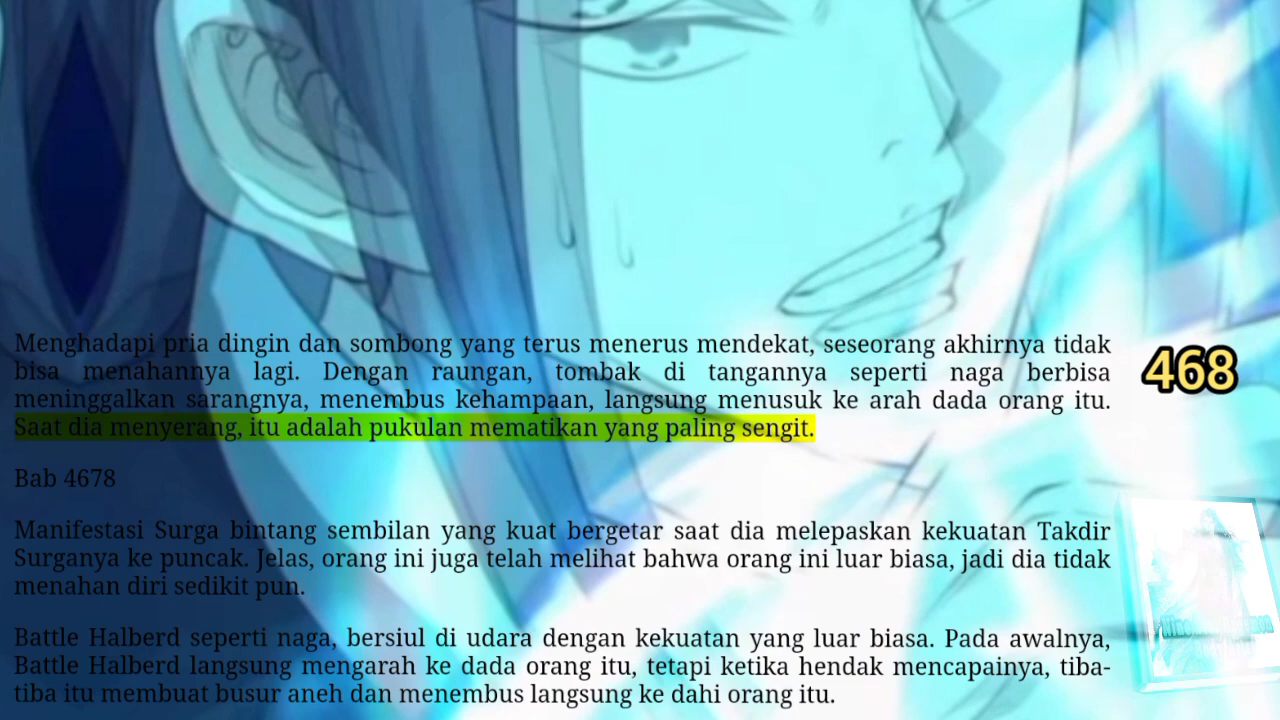 Menghadapi pria dingin dan sombong yang terus menerus mendekat, seseorang akhirnya tidak
bisa menahannya lagi. Dengan raungan, tombak di tangannya seperti naga berbisa
meninggalkan sarangnya, menembus kehampaan, langsung menusuk ke arah dada orang itu.
Saat dia menyerang, itu adalah pukulan mematikan yang paling sengit.
468
Bab 4678
Manifestasi Surga bintang sembilan yang kuat bergetar saat dia melepaskan kekuatan Takdir
Surganya ke puncak. Jelas, orang ini juga telah melihat bahwa orang ini luar biasa, jadi dia tidak
menahan diri sedikit pun.
Battle Halberd seperti naga, bersiul di udara dengan kekuatan yang luar biasa. Pada awalnya,
Battle Halberd langsung mengarah ke dada orang itu, tetapi ketika hendak mencapainya, tiba-
tiba itu membuat busur aneh dan menembus langsung ke dahi orang itu.